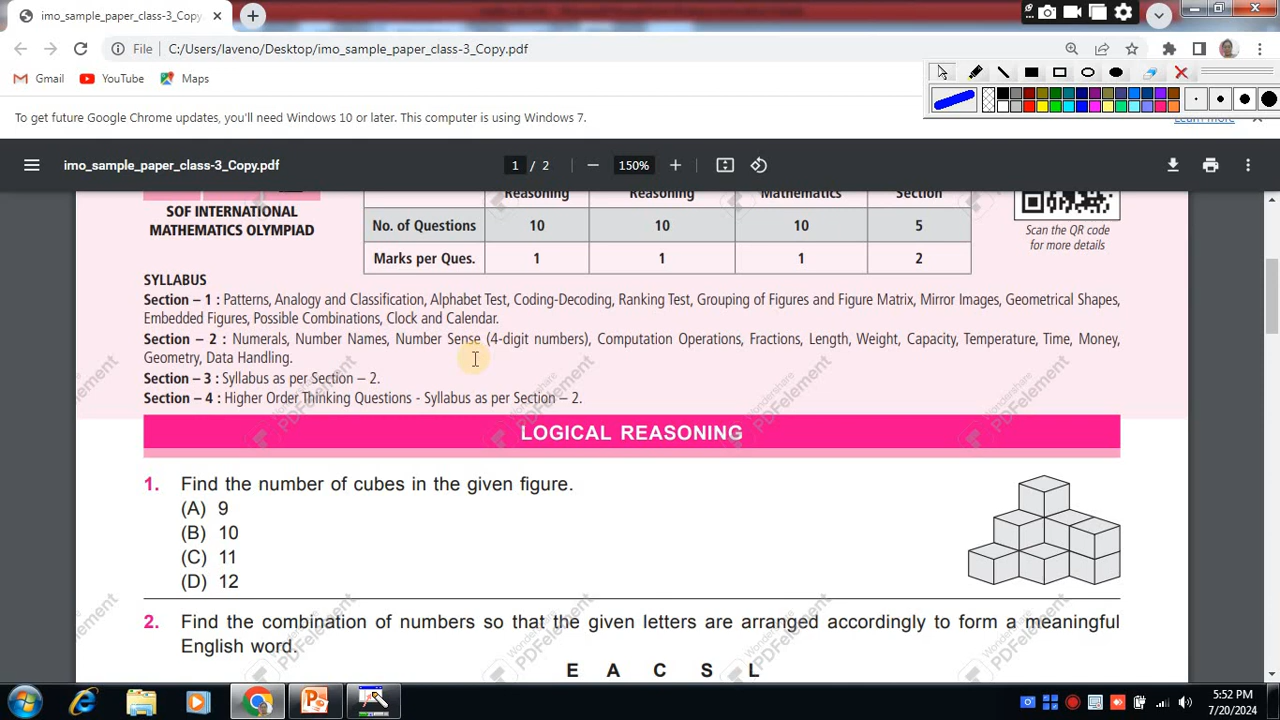 imo_sample_paper_class-3_Copy
File C:/Users/laveno/Desktop/imo_sample_paper_class-3_Copy.pdf
Gmail YouTube Maps
To get future Google Chrome updates, you'll need Windows 10 or later. This computer is using Windows 7.
Learn more
imo_sample_paper_class-3_Copy.pdf 1 / 2 150%
Reasoning Reasoning Mathematics Section
SOF INTERNATIONAL
MATHEMATICS OLYMPIAD
No. of Questions 10 10 10 5
Marks per Ques. 1 1 1 2
Scan the QR code
for more details
SYLLABUS
Section – 1 : Patterns, Analogy and Classification, Alphabet Test, Coding-Decoding, Ranking Test, Grouping of Figures and Figure Matrix, Mirror Images, Geometrical Shapes,
Embedded Figures, Possible Combinations, Clock and Calendar.
Section – 2 : Numerals, Number Names, Number Sense (4-digit numbers), Computation Operations, Fractions, Length, Weight, Capacity, Temperature, Time, Money,
Geometry, Data Handling.
Section – 3 : Syllabus as per Section – 2.
Section – 4 : Higher Order Thinking Questions - Syllabus as per Section – 2.
LOGICAL REASONING
1. Find the number of cubes in the given figure.
(A) 9
(B) 10
(C) 11
(D) 12
2. Find the combination of numbers so that the given letters are arranged accordingly to form a meaningful
English word.
E A C S L
Wondershare
PDFelement
5:52 PM
7/20/2024